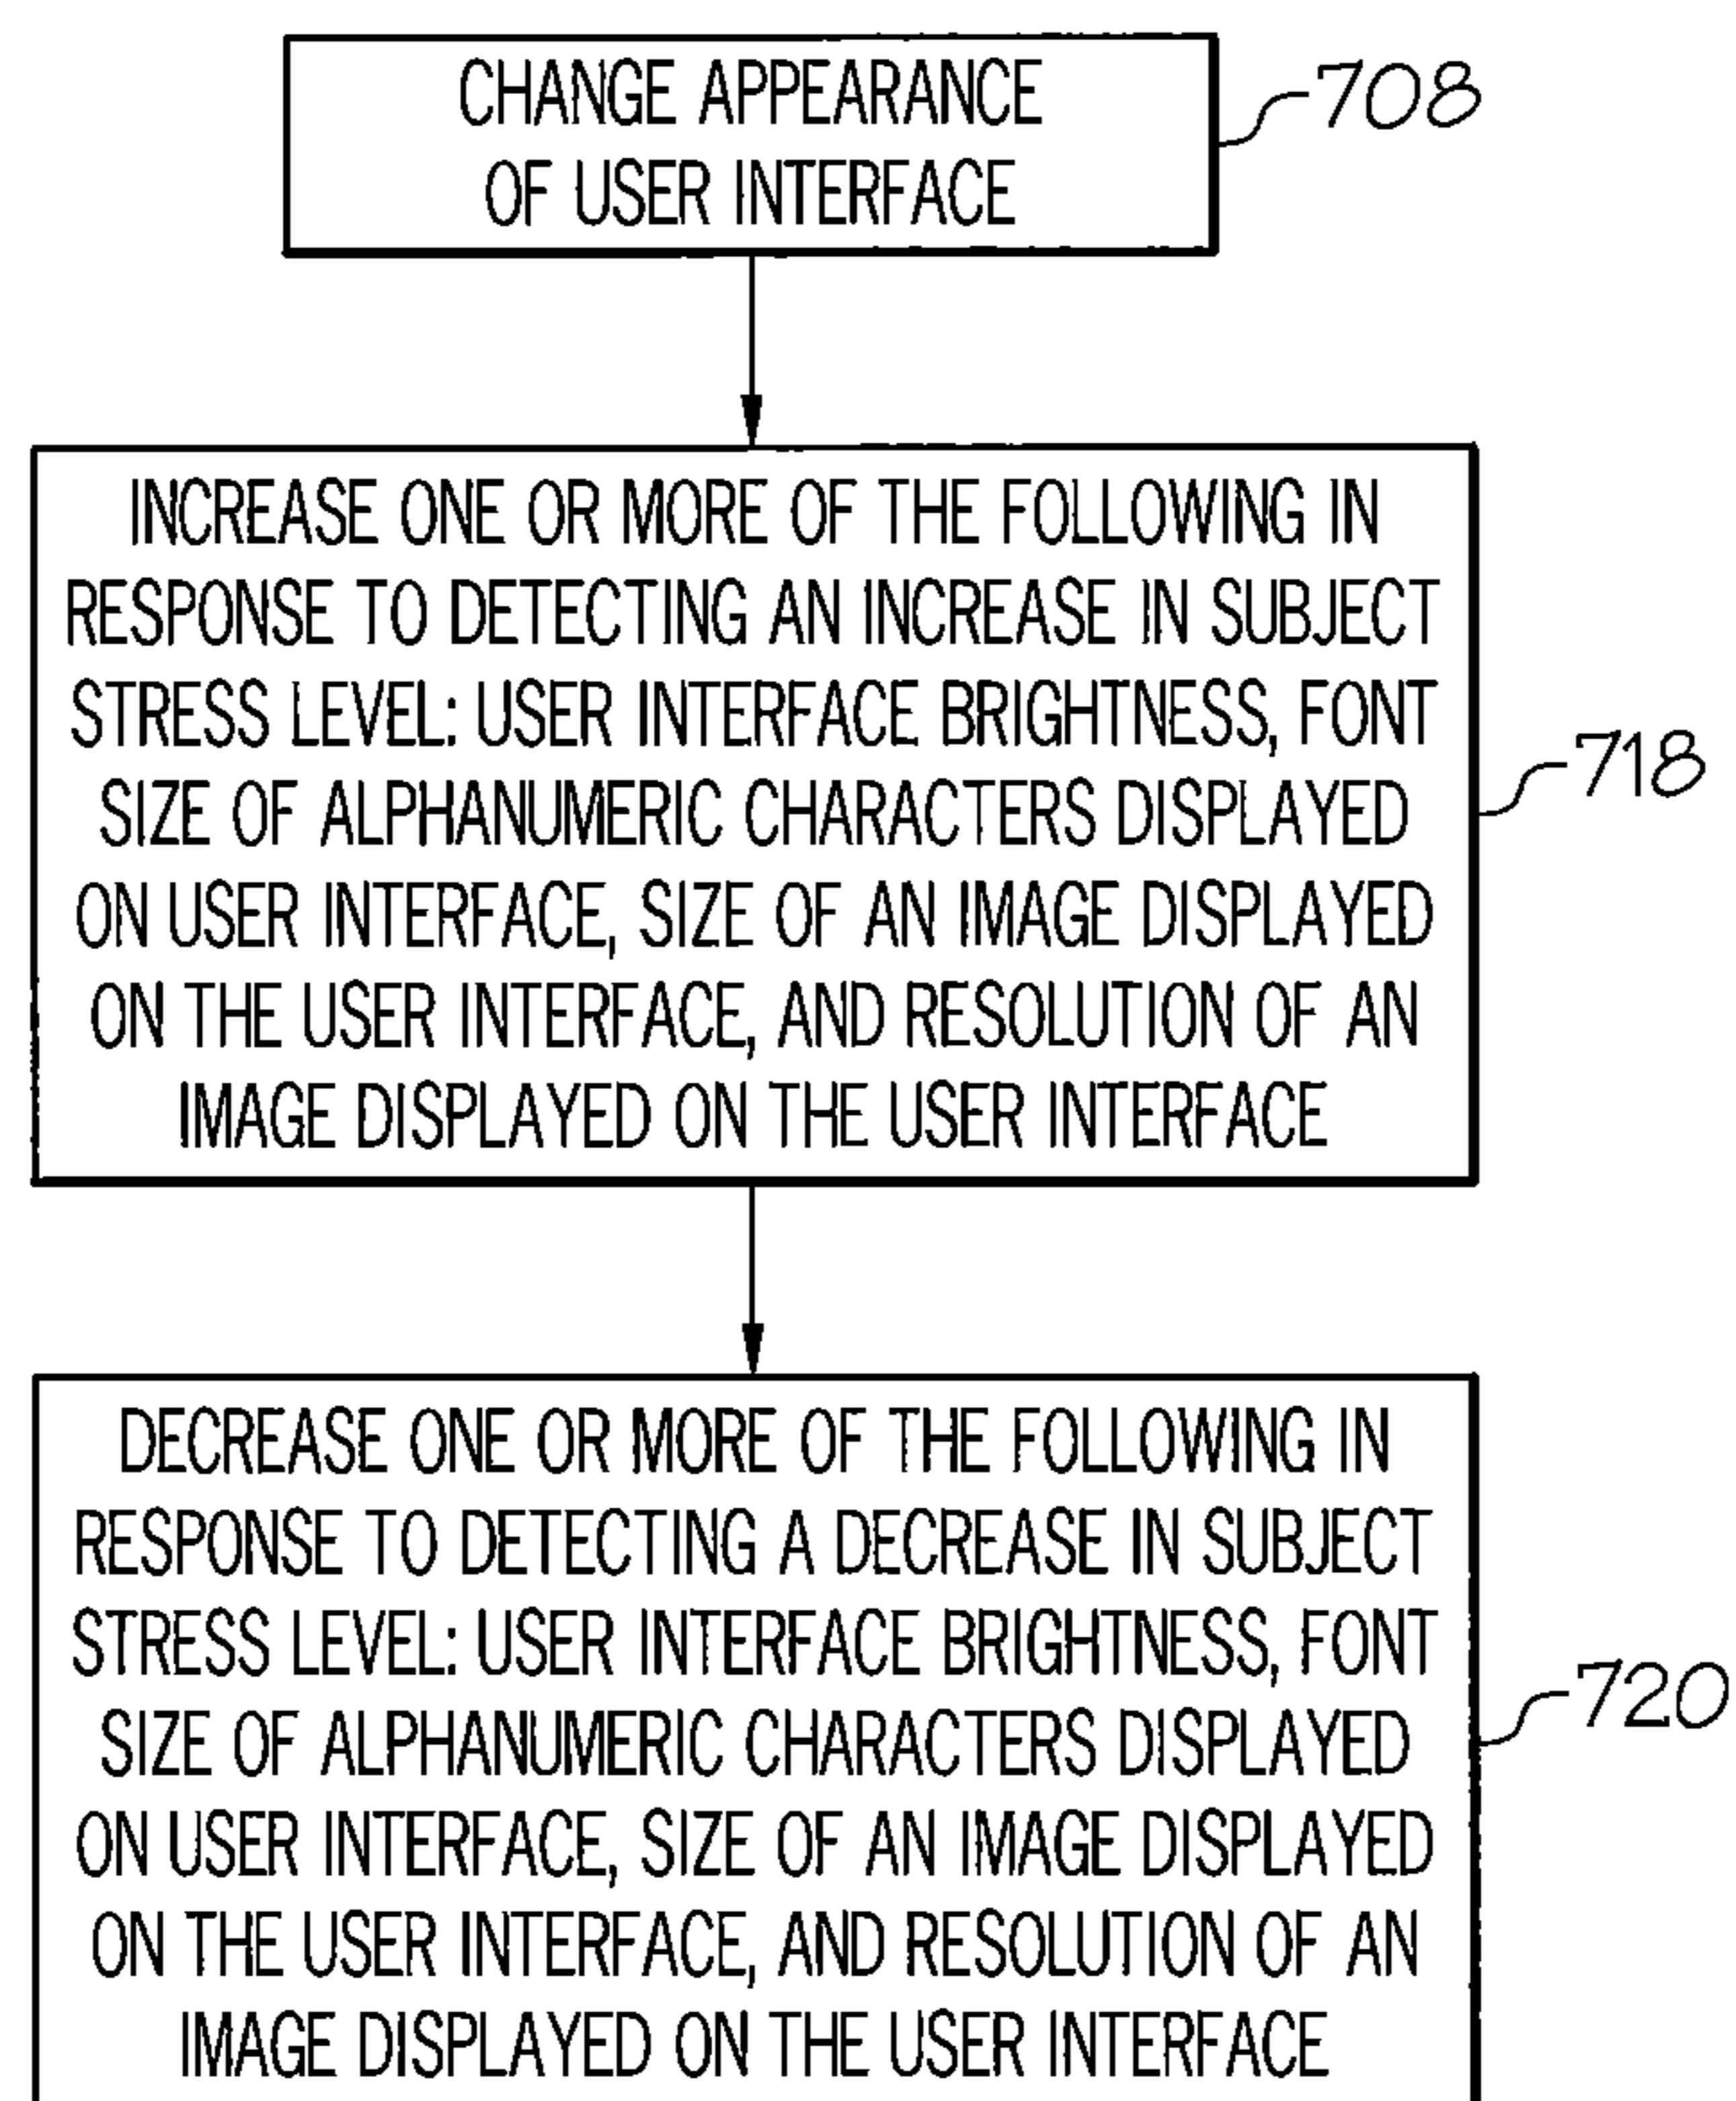 CHANGE APPEARANCE
OF USER INTERFACE
708
INCREASE ONE OR MORE OF THE FOLLOWING IN
RESPONSE TO DETECTING AN INCREASE IN SUBJECT
STRESS LEVEL: USER INTERFACE BRIGHTNESS, FONT
SIZE OF ALPHANUMERIC CHARACTERS DISPLAYED
ON USER INTERFACE, SIZE OF AN IMAGE DISPLAYED
ON THE USER INTERFACE, AND RESOLUTION OF AN
IMAGE DISPLAYED ON THE USER INTERFACE
718
DECREASE ONE OR MORE OF THE FOLLOWING IN
RESPONSE TO DETECTING A DECREASE IN SUBJECT
STRESS LEVEL: USER INTERFACE BRIGHTNESS, FONT
SIZE OF ALPHANUMERIC CHARACTERS DISPLAYED
ON USER INTERFACE, SIZE OF AN IMAGE DISPLAYED
ON THE USER INTERFACE, AND RESOLUTION OF AN
IMAGE DISPLAYED ON THE USER INTERFACE
720